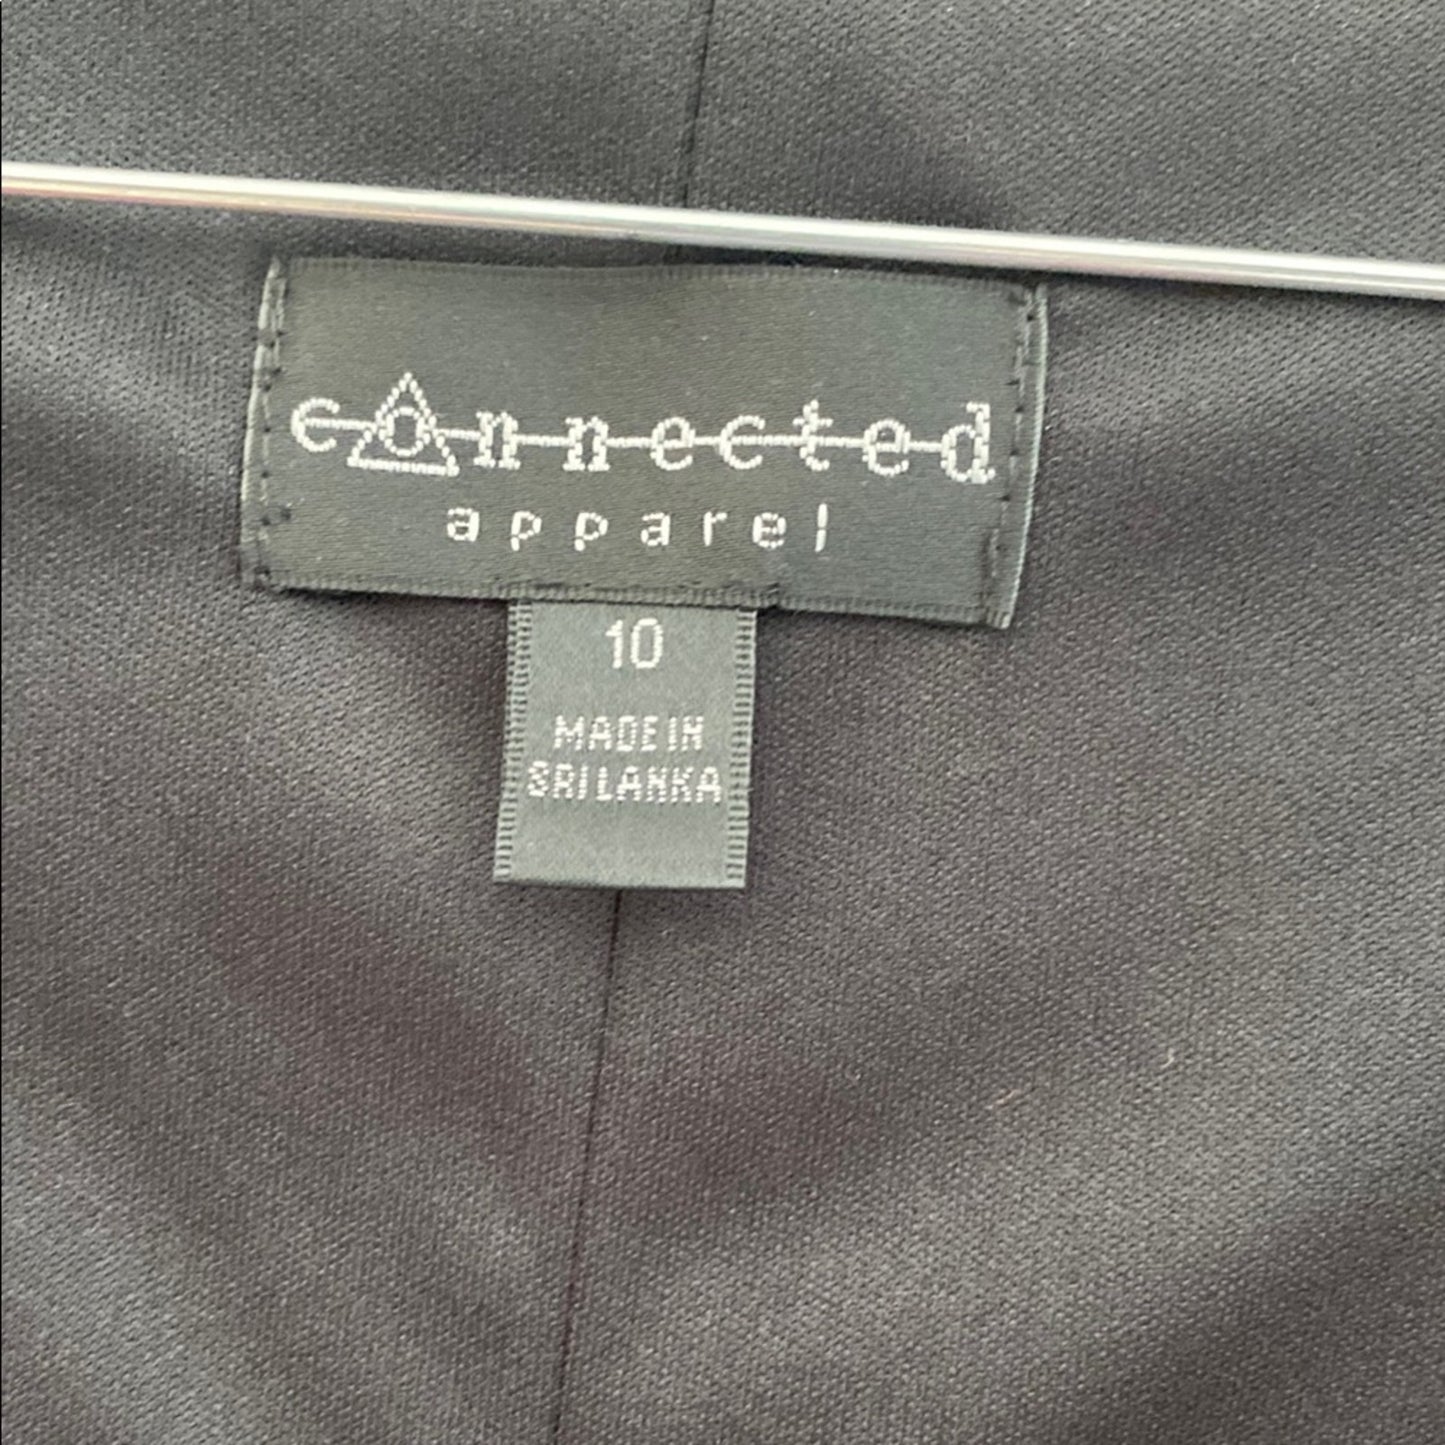 connected
apparel
10
MADE IN
SRI LANKA